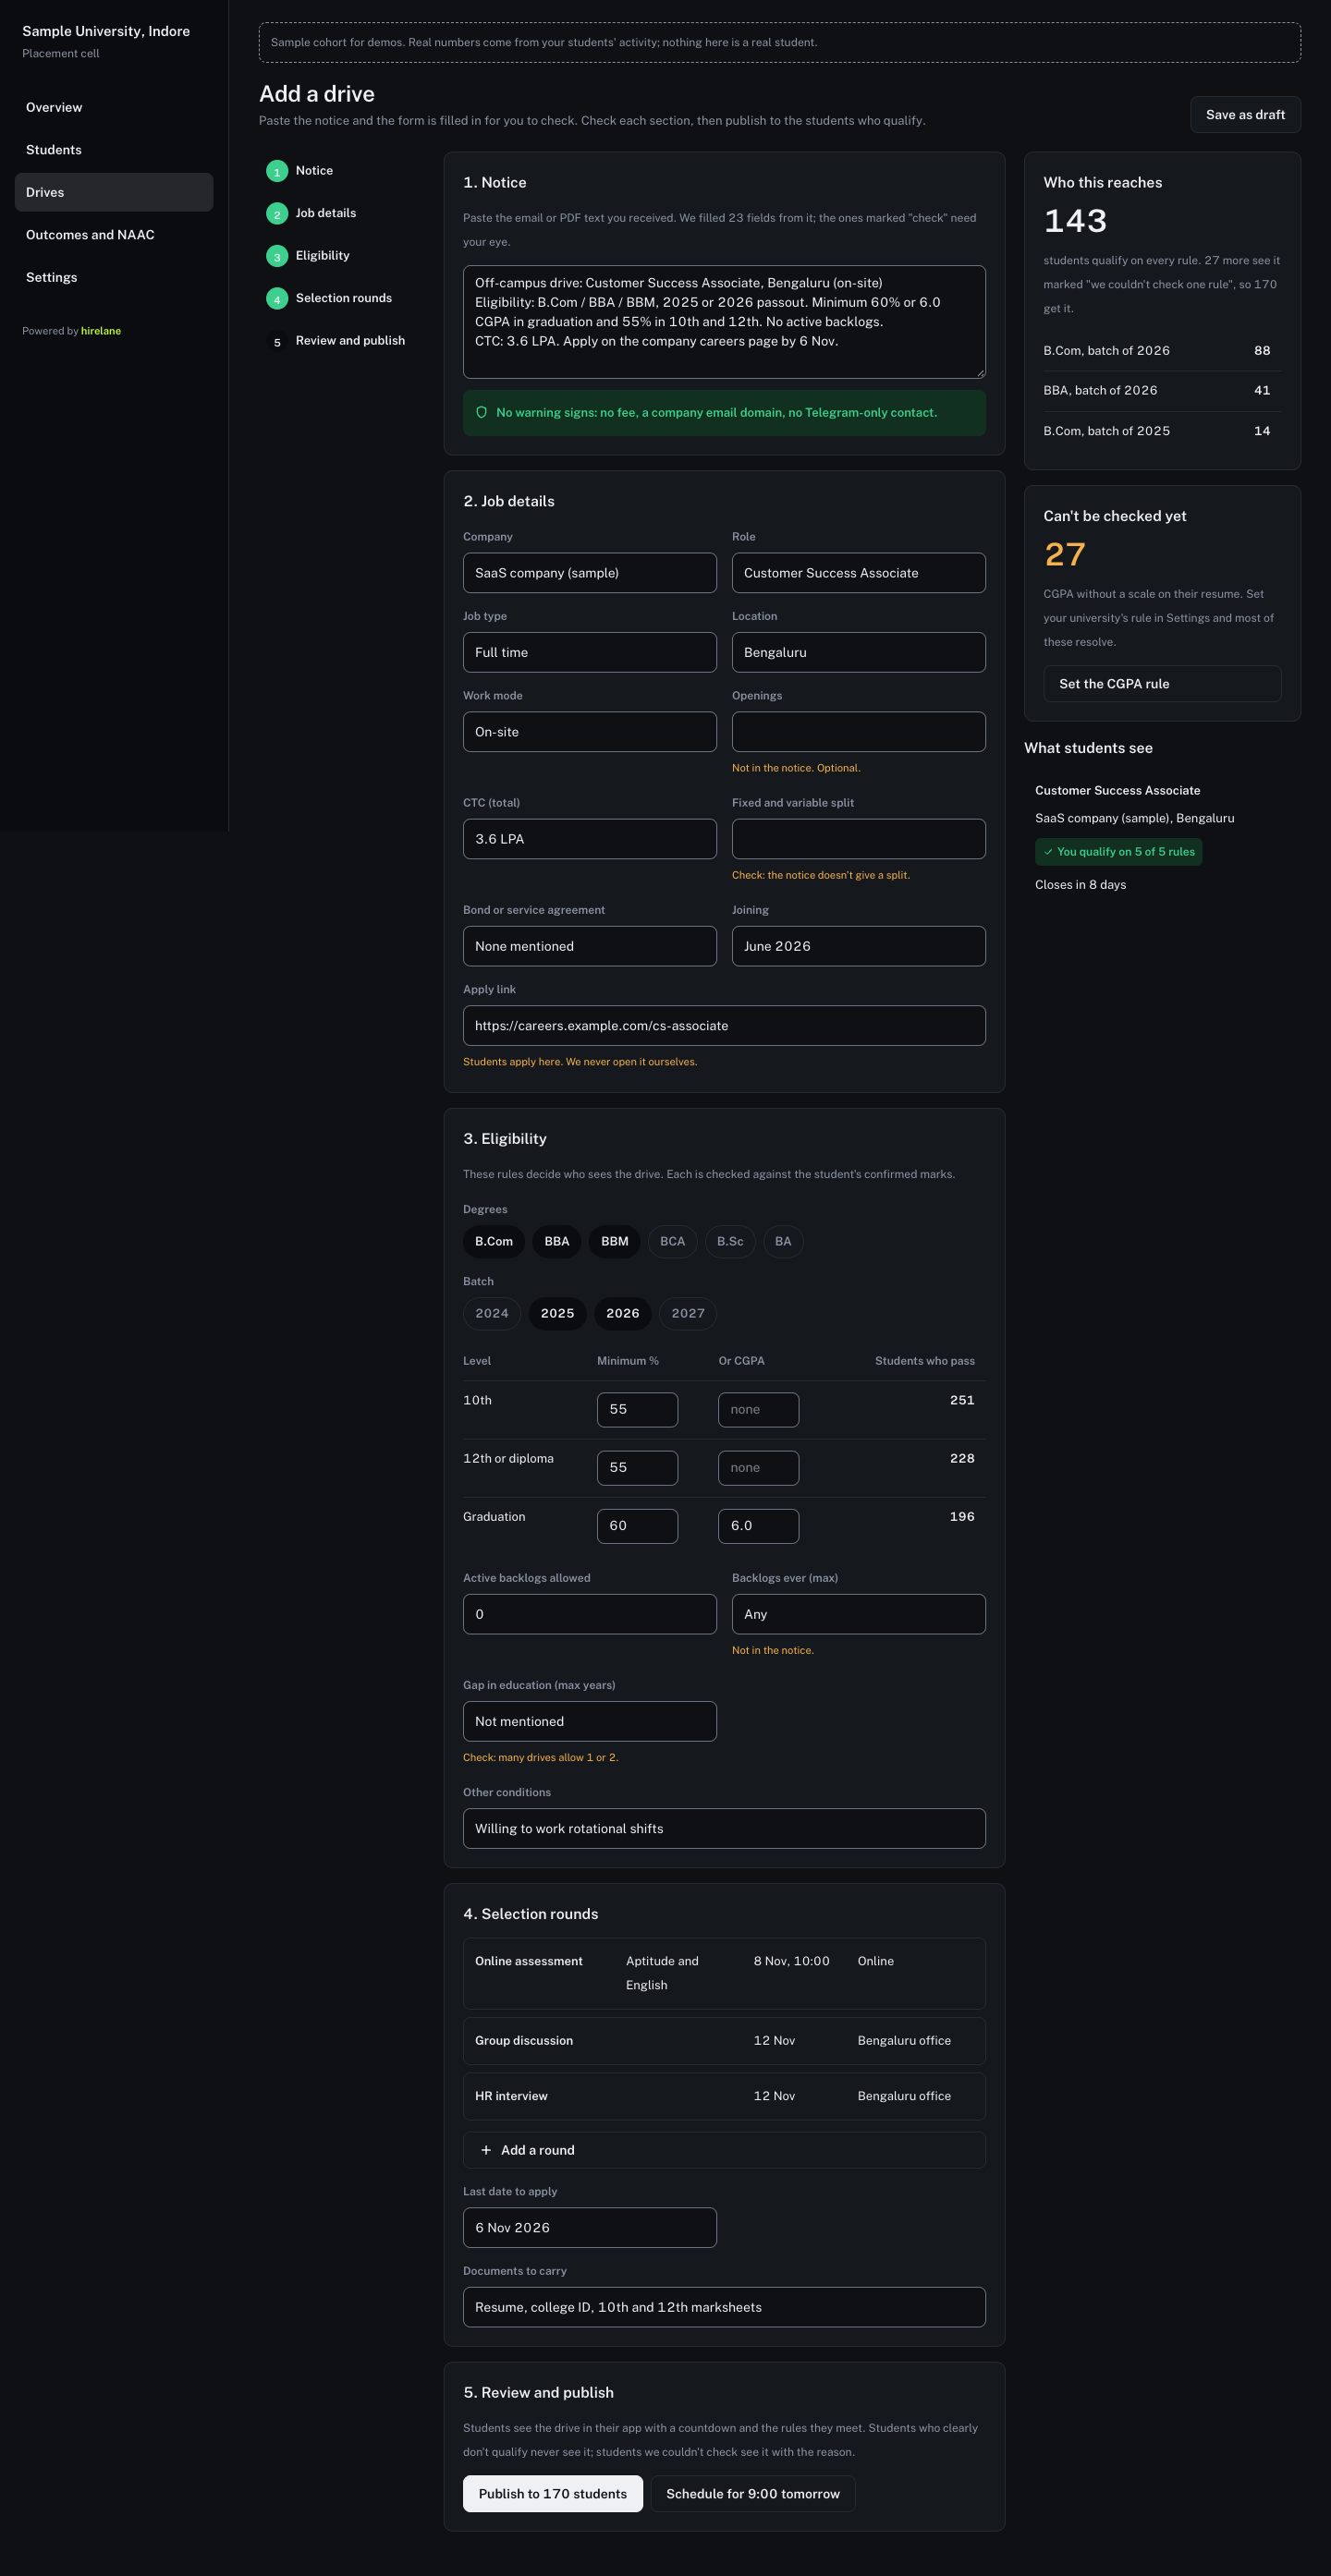 Sample University, Indore
Placement cell
Overview
Students
Drives
Outcomes and NAAC
Settings
Powered by hirelane
Sample cohort for demos. Real numbers come from your students' activity; nothing here is a real student.
Add a drive
Paste the notice and the form is filled in for you to check. Check each section, then publish to the students who qualify.
Save as draft
1 Notice
2 Job details
3 Eligibility
4 Selection rounds
5 Review and publish
1. Notice
Paste the email or PDF text you received. We filled 23 fields from it; the ones marked "check" need
your eye.
Off-campus drive: Customer Success Associate, Bengaluru (on-site)
Eligibility: B.Com / BBA / BBM, 2025 or 2026 passout. Minimum 60% or 6.0
CGPA in graduation and 55% in 10th and 12th. No active backlogs.
CTC: 3.6 LPA. Apply on the company careers page by 6 Nov.
No warning signs: no fee, a company email domain, no Telegram-only contact.
2. Job details
Company
SaaS company (sample)
Role
Customer Success Associate
Job type
Full time
Location
Bengaluru
Work mode
On-site
Openings
Not in the notice. Optional.
CTC (total)
3.6 LPA
Fixed and variable split
Check: the notice doesn't give a split.
Bond or service agreement
None mentioned
Joining
June 2026
Apply link
https://careers.example.com/cs-associate
Students apply here. We never open it ourselves.
3. Eligibility
These rules decide who sees the drive. Each is checked against the student's confirmed marks.
Degrees
B.Com BBA BBM BCA B.Sc BA
Batch
2024 2025 2026 2027
Level Minimum % Or CGPA Students who pass
10th 55 none 251
12th or diploma 55 none 228
Graduation 60 6.0 196
Active backlogs allowed
0
Backlogs ever (max)
Any
Not in the notice.
Gap in education (max years)
Not mentioned
Check: many drives allow 1 or 2.
Other conditions
Willing to work rotational shifts
4. Selection rounds
Online assessment Aptitude and 8 Nov, 10:00 Online
English
Group discussion 12 Nov Bengaluru office
HR interview 12 Nov Bengaluru office
+ Add a round
Last date to apply
6 Nov 2026
Documents to carry
Resume, college ID, 10th and 12th marksheets
5. Review and publish
Students see the drive in their app with a countdown and the rules they meet. Students who clearly
don't qualify never see it; students we couldn't check see it with the reason.
Publish to 170 students
Schedule for 9:00 tomorrow
Who this reaches
143
students qualify on every rule. 27 more see it
marked "we couldn't check one rule", so 170
get it.
B.Com, batch of 2026 88
BBA, batch of 2026 41
B.Com, batch of 2025 14
Can't be checked yet
27
CGPA without a scale on their resume. Set
your university's rule in Settings and most of
these resolve.
Set the CGPA rule
What students see
Customer Success Associate
SaaS company (sample), Bengaluru
✓ You qualify on 5 of 5 rules
Closes in 8 days